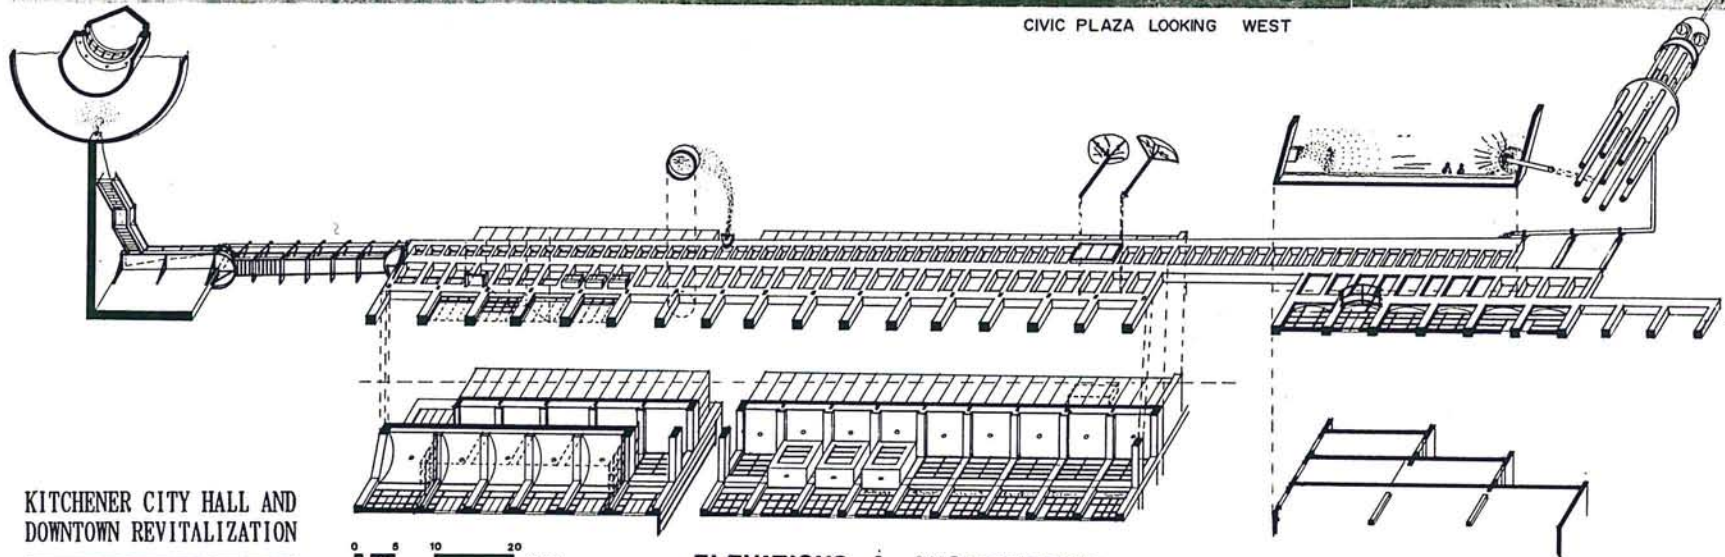 CIVIC PLAZA LOOKING WEST
KITCHENER CITY HALL AND
DOWNTOWN REVITALIZATION
0 5 10 20
ELEVATIONS &